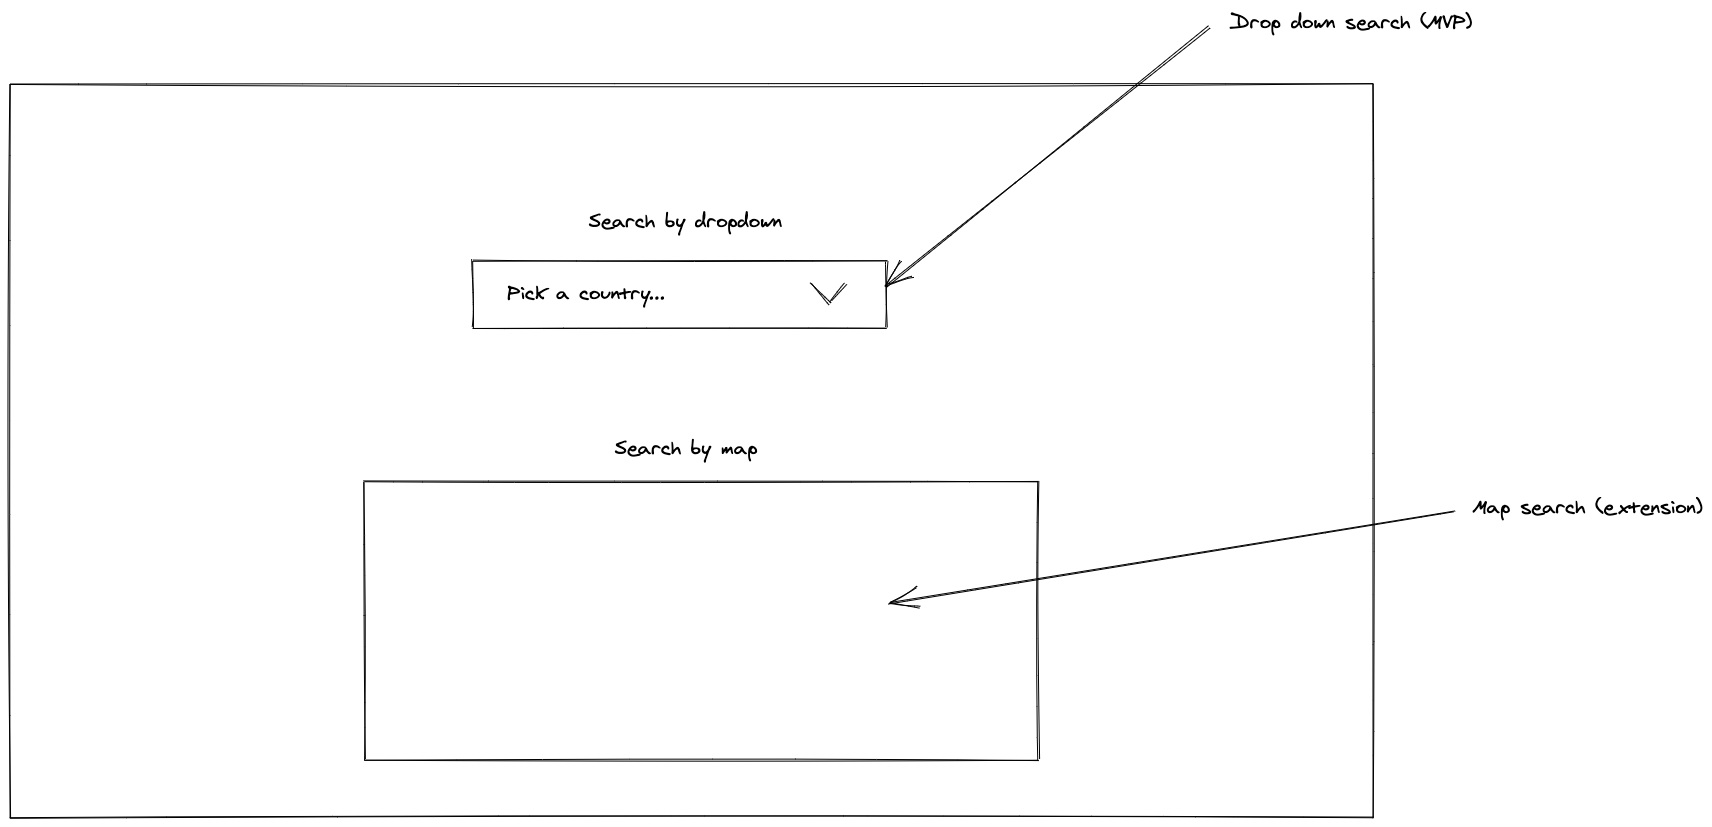 Drop down search (MVP)
Search by dropdown
Pick a country...
Search by map
Map search (extension)